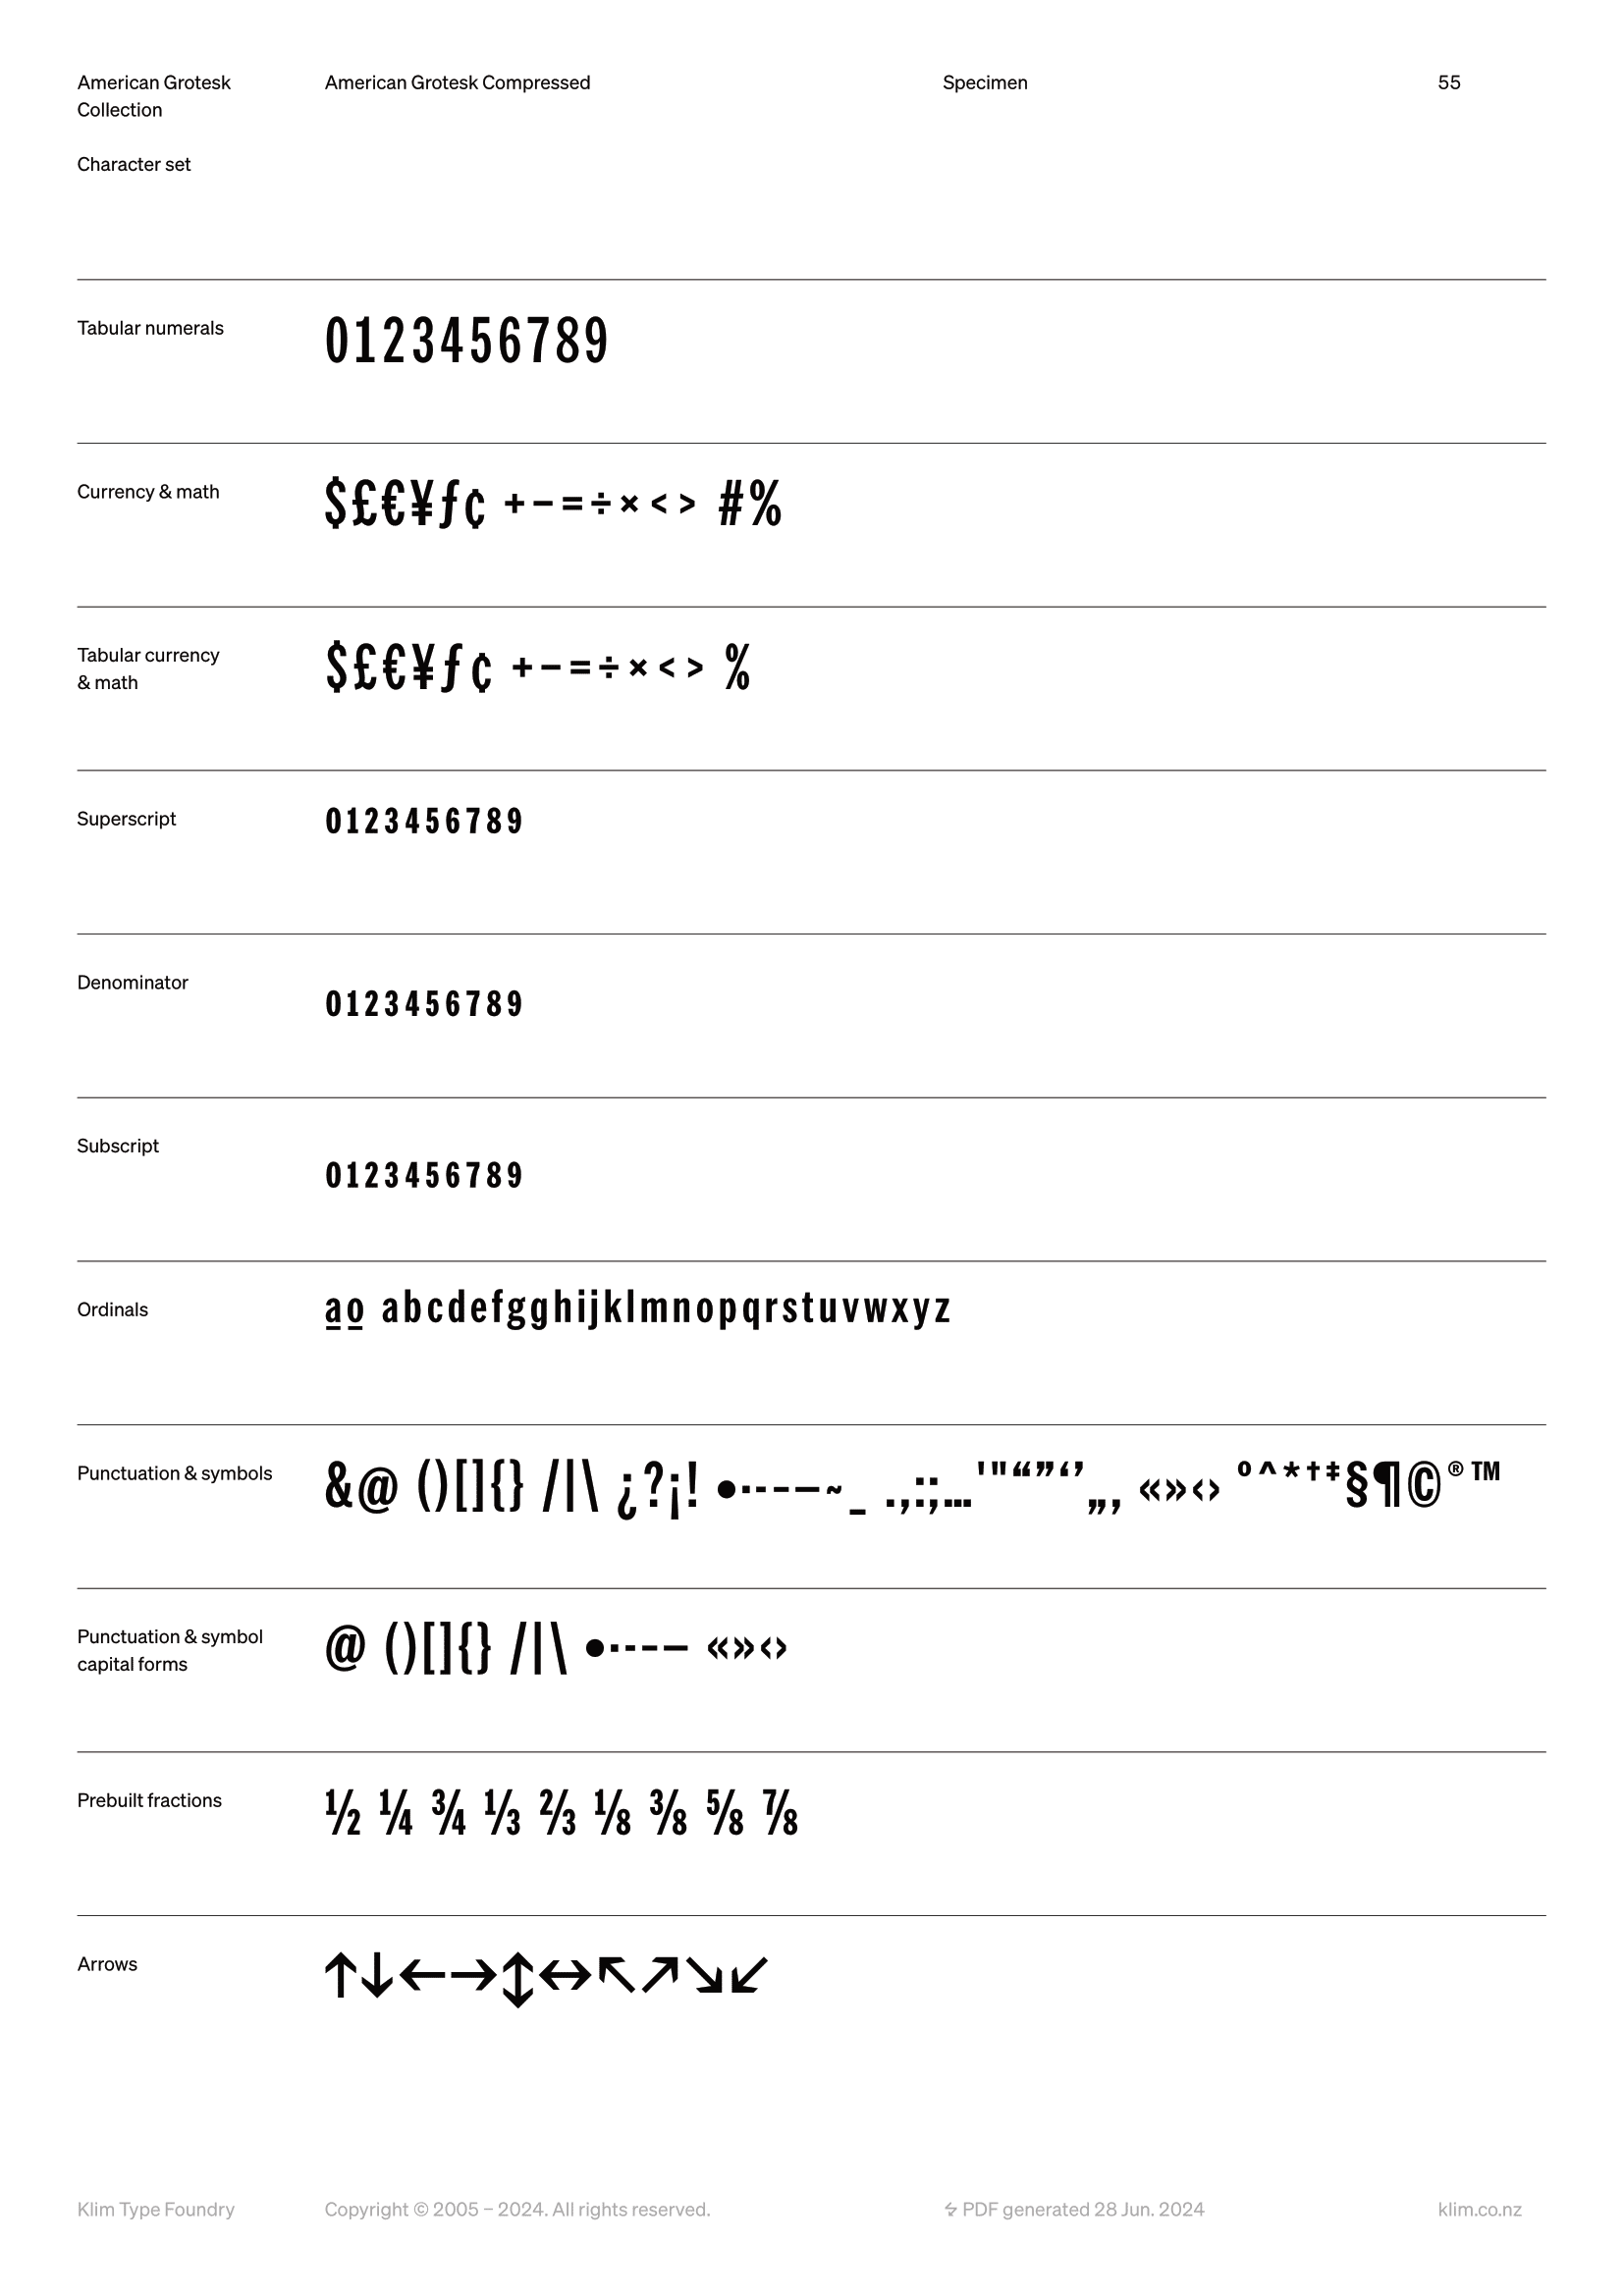 American Grotesk Collection
American Grotesk Compressed
Specimen
55
Character set
Tabular numerals
0123456789
Currency & math
$£€¥ƒ¢ +−=÷×<> #%
Tabular currency
& math
$£€¥ƒ¢ +−=÷×<> %
Superscript
0123456789
Denominator
0123456789
Subscript
0123456789
Ordinals
ao abcdefgghijklmnopqrstuvwxyz
Punctuation & symbols
&@ ()[]{} /|\ ¿?¡! •·-–—~_ .,:;…'"“”‘’„‚ «»‹› º^*†‡§¶©®™
Punctuation & symbol
capital forms
@ ()[]{} /|\ •·-–— «»‹›
Prebuilt fractions
½ ¼ ¾ ⅓ ⅔ ⅛ ⅜ ⅝ ⅞
Arrows
↑↓←→↕↔↖↗↘↙
Klim Type Foundry
Copyright © 2005 – 2024. All rights reserved.
PDF generated 28 Jun. 2024
klim.co.nz